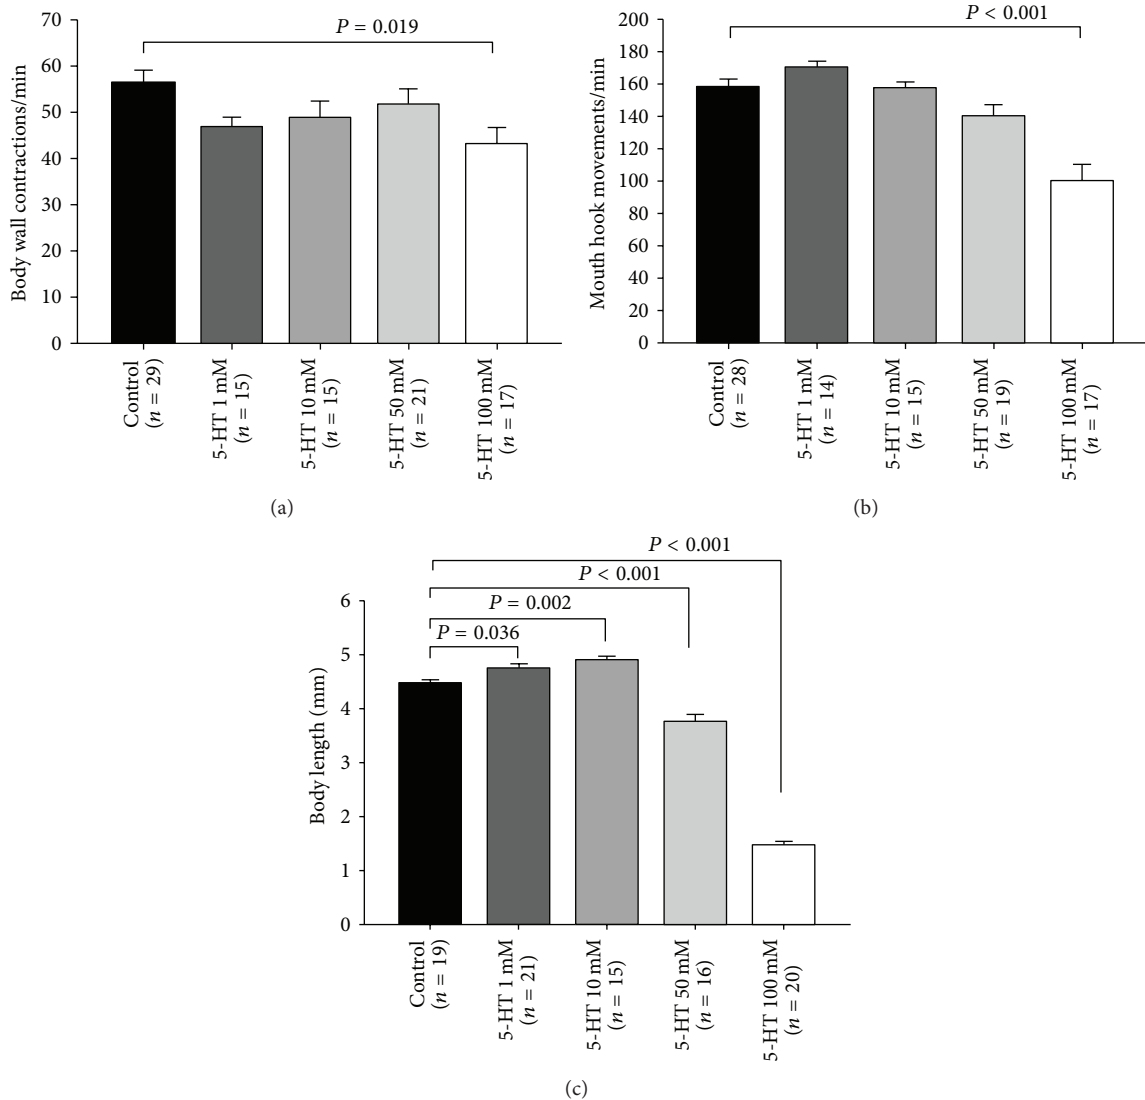 P = 0.019
Body wall contractions/min
70
60
50
40
30
20
10
0
Control
(n = 29)
5-HT 1 mM
(n = 15)
5-HT 10 mM
(n = 15)
5-HT 50 mM
(n = 21)
5-HT 100 mM
(n = 17)
(a)
P < 0.001
Mouth hook movements/min
200
180
160
140
120
100
80
60
40
20
0
Control
(n = 28)
5-HT 1 mM
(n = 14)
5-HT 10 mM
(n = 15)
5-HT 50 mM
(n = 19)
5-HT 100 mM
(n = 17)
(b)
P < 0.001
P < 0.001
P = 0.002
P = 0.036
Body length (mm)
6
5
4
3
2
1
0
Control
(n = 19)
5-HT 1 mM
(n = 21)
5-HT 10 mM
(n = 15)
5-HT 50 mM
(n = 16)
5-HT 100 mM
(n = 20)
(c)